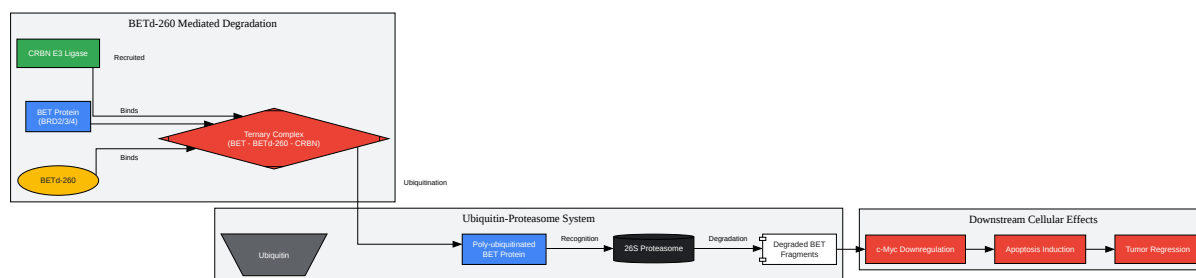 BETd-260 Mediated Degradation
CRBN E3 Ligase
Recruited
BET Protein
(BRD2/3/4)
Binds
Ternary Complex
(BET - BETd-260 - CRBN)
Binds
BETd-260
Ubiquitination
Ubiquitin-Proteasome System
Ubiquitin
Poly-ubiquitinated
BET Protein
Recognition
26S Proteasome
Degradation
Degraded BET
Fragments
Downstream Cellular Effects
c-Myc Downregulation
Apoptosis Induction
Tumor Regression